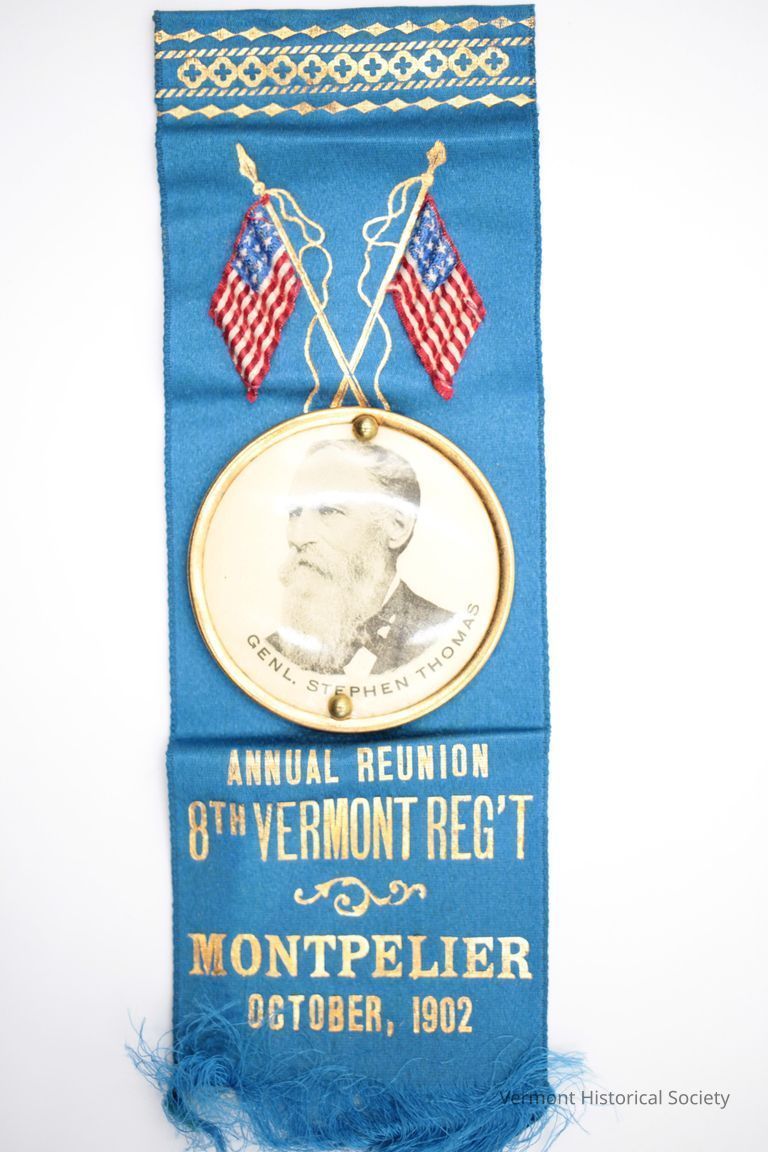 GENL. STEPHEN THOMAS
ANNUAL REUNION
8TH VERMONT REG'T
MONTPELIER
OCTOBER, 1902
Vermont Historical Society